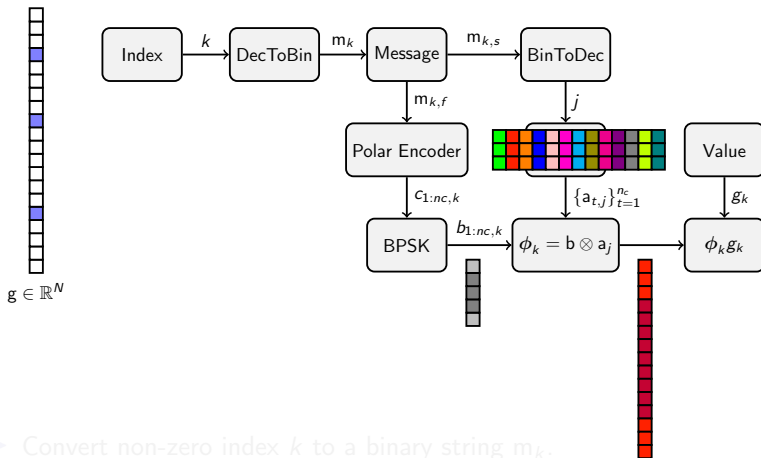 Index
k
DecToBin
m_k
Message
m_{k,s}
BinToDec
m_{k,f}
j
Polar Encoder
Value
c_{1:nc,k}
{a_{t,j}}_{t=1}^{n_c}
g_k
BPSK
b_{1:nc,k}
ϕ_k = b ⊗ a_j
ϕ_k g_k
g ∈ ℝ^N
Convert non-zero index k to a binary string m_k.